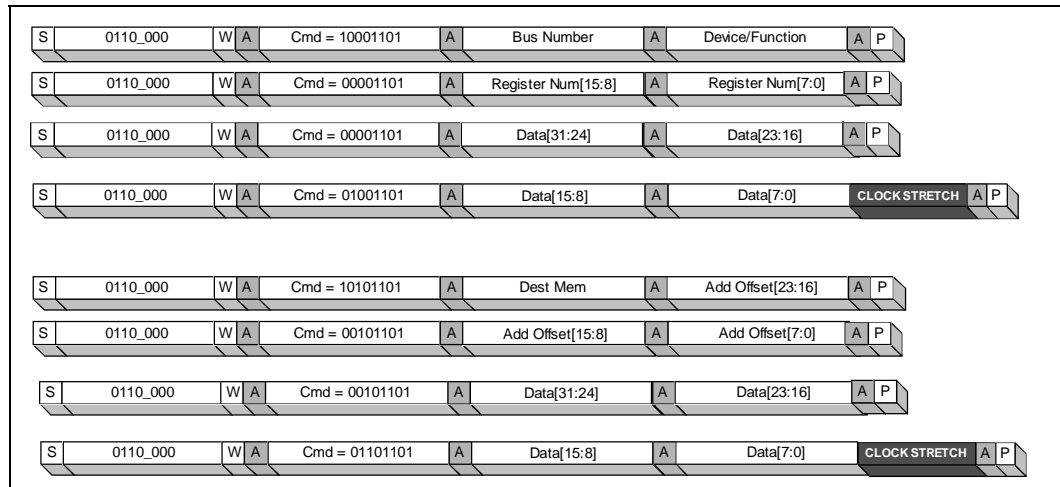 S 0110_000 W A Cmd = 10001101 A Bus Number A Device/Function A P
S 0110_000 W A Cmd = 00001101 A Register Num[15:8] A Register Num[7:0] A P
S 0110_000 W A Cmd = 00001101 A Data[31:24] A Data[23:16] A P
S 0110_000 W A Cmd = 01001101 A Data[15:8] A Data[7:0] CLOCK STRETCH A P
S 0110_000 W A Cmd = 10101101 A Dest Mem A Add Offset[23:16] A P
S 0110_000 W A Cmd = 00101101 A Add Offset[15:8] A Add Offset[7:0] A P
S 0110_000 W A Cmd = 00101101 A Data[31:24] A Data[23:16] A P
S 0110_000 W A Cmd = 01101101 A Data[15:8] A Data[7:0] CLOCK STRETCH A P